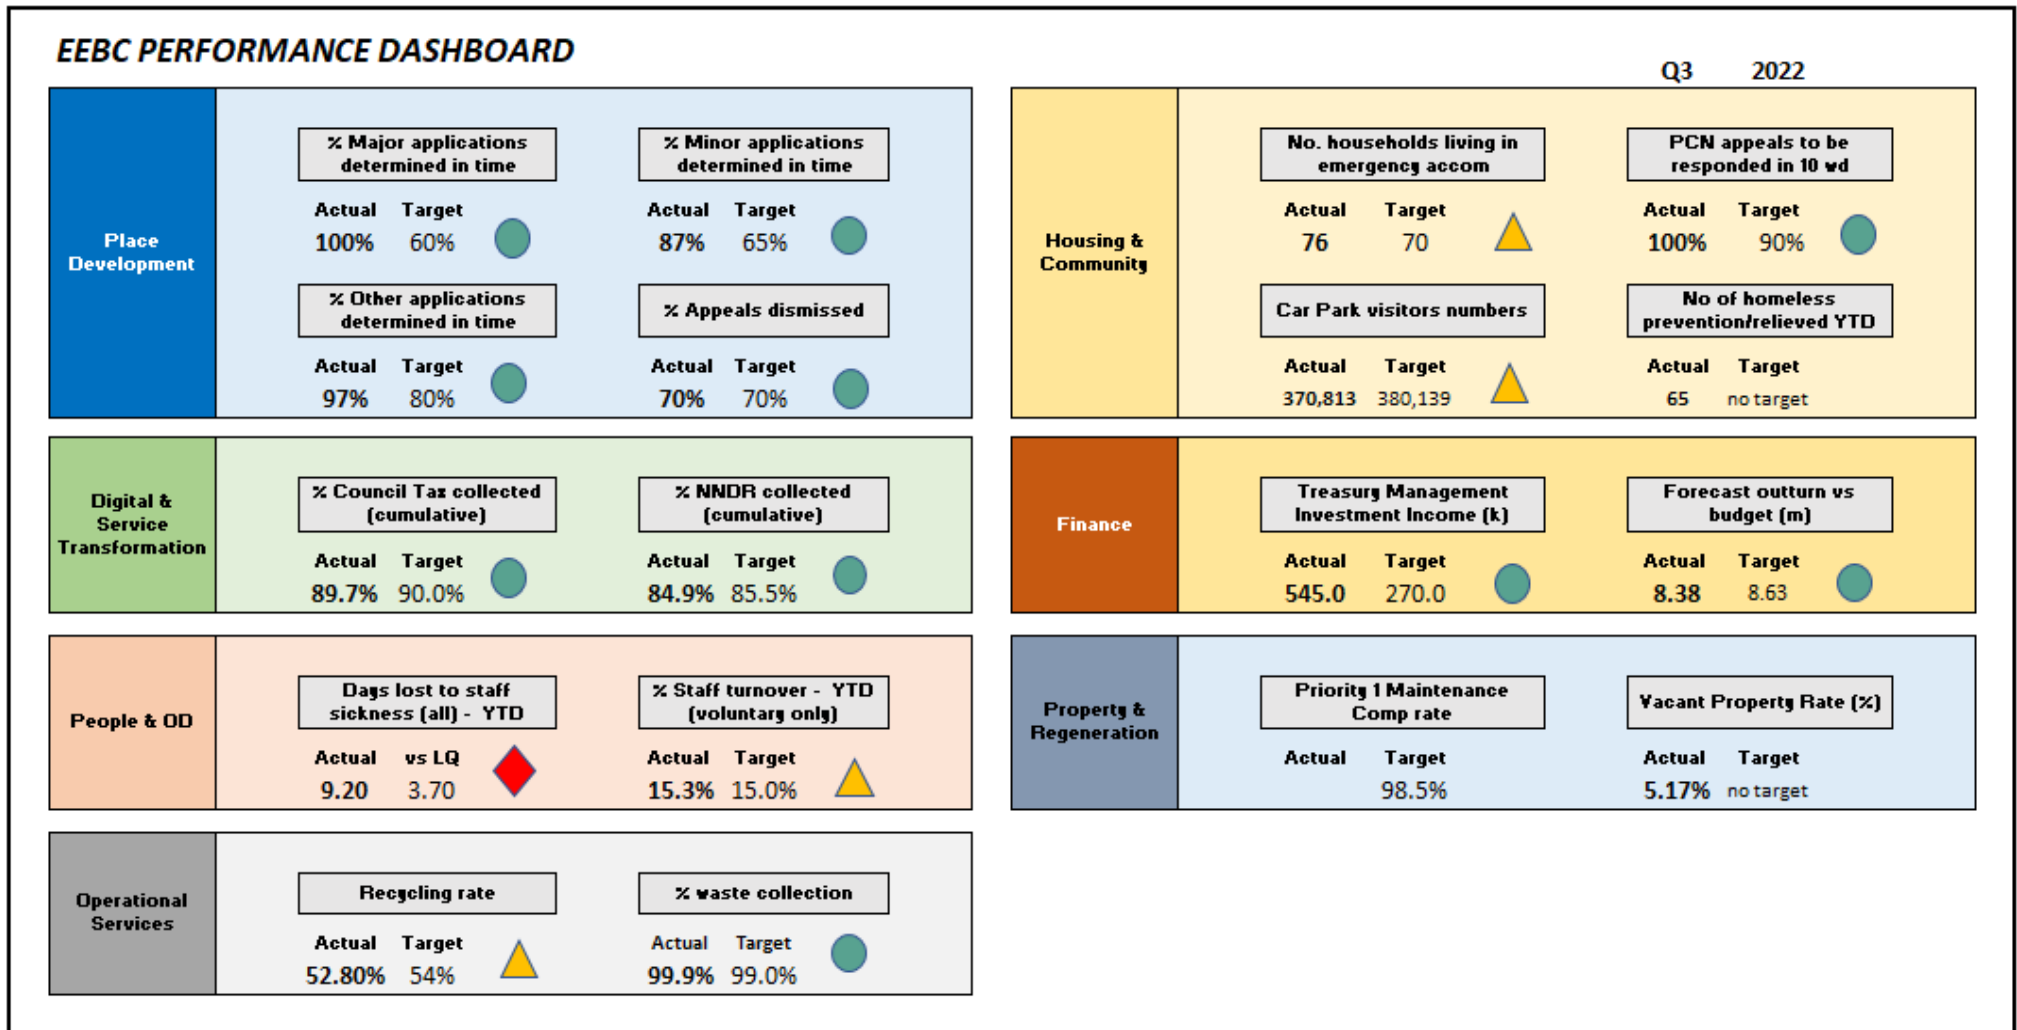 EEBC PERFORMANCE DASHBOARD
Q3 2022
Place
Development
% Major applications
determined in time
Actual Target
100% 60%
% Minor applications
determined in time
Actual Target
87% 65%
% Other applications
determined in time
Actual Target
97% 80%
% Appeals dismissed
Actual Target
70% 70%
Housing &
Community
No. households living in
emergency accom
Actual Target
76 70
PCN appeals to be
responded in 10 wd
Actual Target
100% 90%
Car Park visitors numbers
Actual Target
370,813 380,139
No of homeless
prevention/relieved YTD
Actual Target
65 no target
Digital &
Service
Transformation
% Council Tax collected
(cumulative)
Actual Target
89.7% 90.0%
% NNDR collected
(cumulative)
Actual Target
84.9% 85.5%
Finance
Treasury Management
Investment Income (k)
Actual Target
545.0 270.0
Forecast outturn vs
budget (m)
Actual Target
8.38 8.63
People & OD
Days lost to staff
sickness (all) - YTD
Actual vs LQ
9.20 3.70
% Staff turnover - YTD
(voluntary only)
Actual Target
15.3% 15.0%
Property &
Regeneration
Priority 1 Maintenance
Comp rate
Actual Target
98.5%
Vacant Property Rate (%)
Actual Target
5.17% no target
Operational
Services
Recycling rate
Actual Target
52.80% 54%
% waste collection
Actual Target
99.9% 99.0%